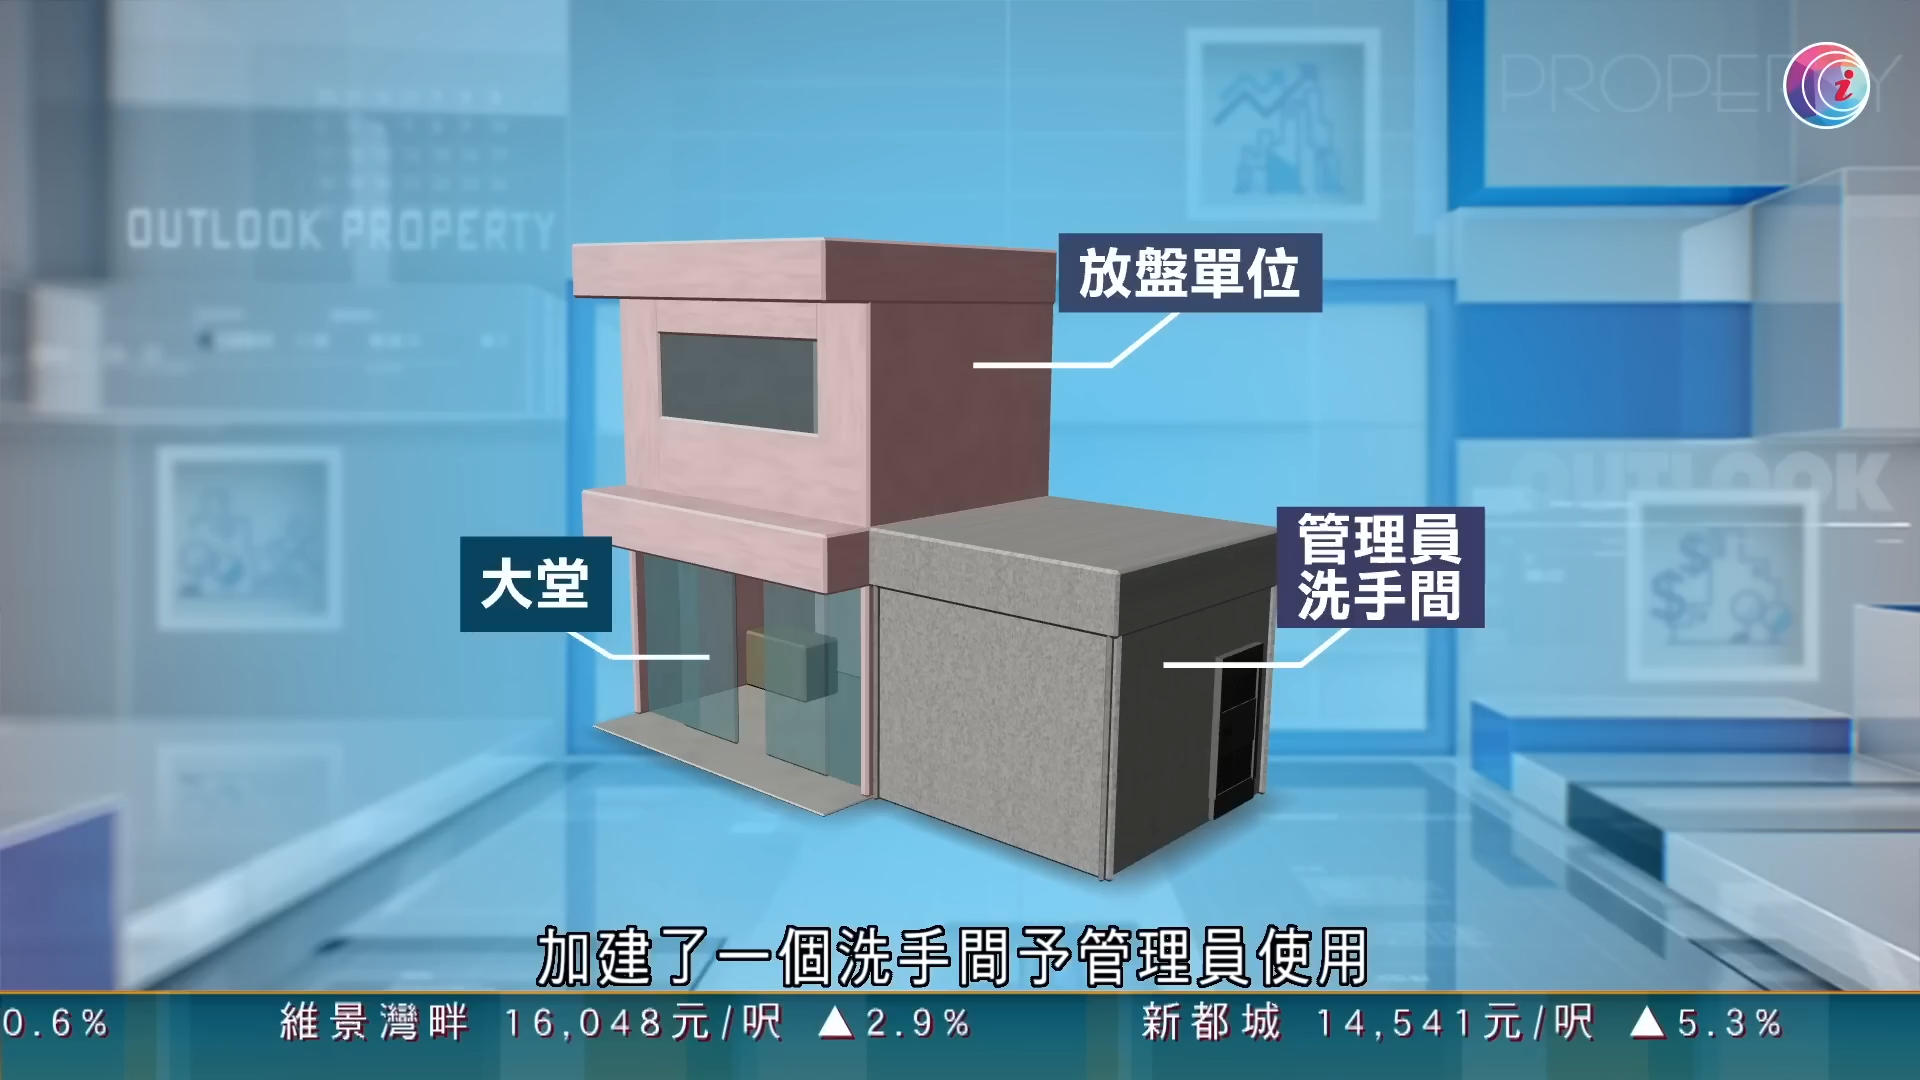 PROPERTY
i
OUTLOOK PROPERTY
放盤單位
OUTLOOK
大堂
管理員
洗手間
加建了一個洗手間予管理員使用
0.6% 維景灣畔 16,048元/呎 ▲2.9% 新都城 14,541元/呎 ▲5.3%